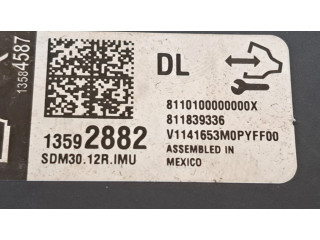 13584587
DL
13592882
SDM30.12R.IMU
8110100000000X
811839336
V1141653M0PYFF00
ASSEMBLED IN
MEXICO